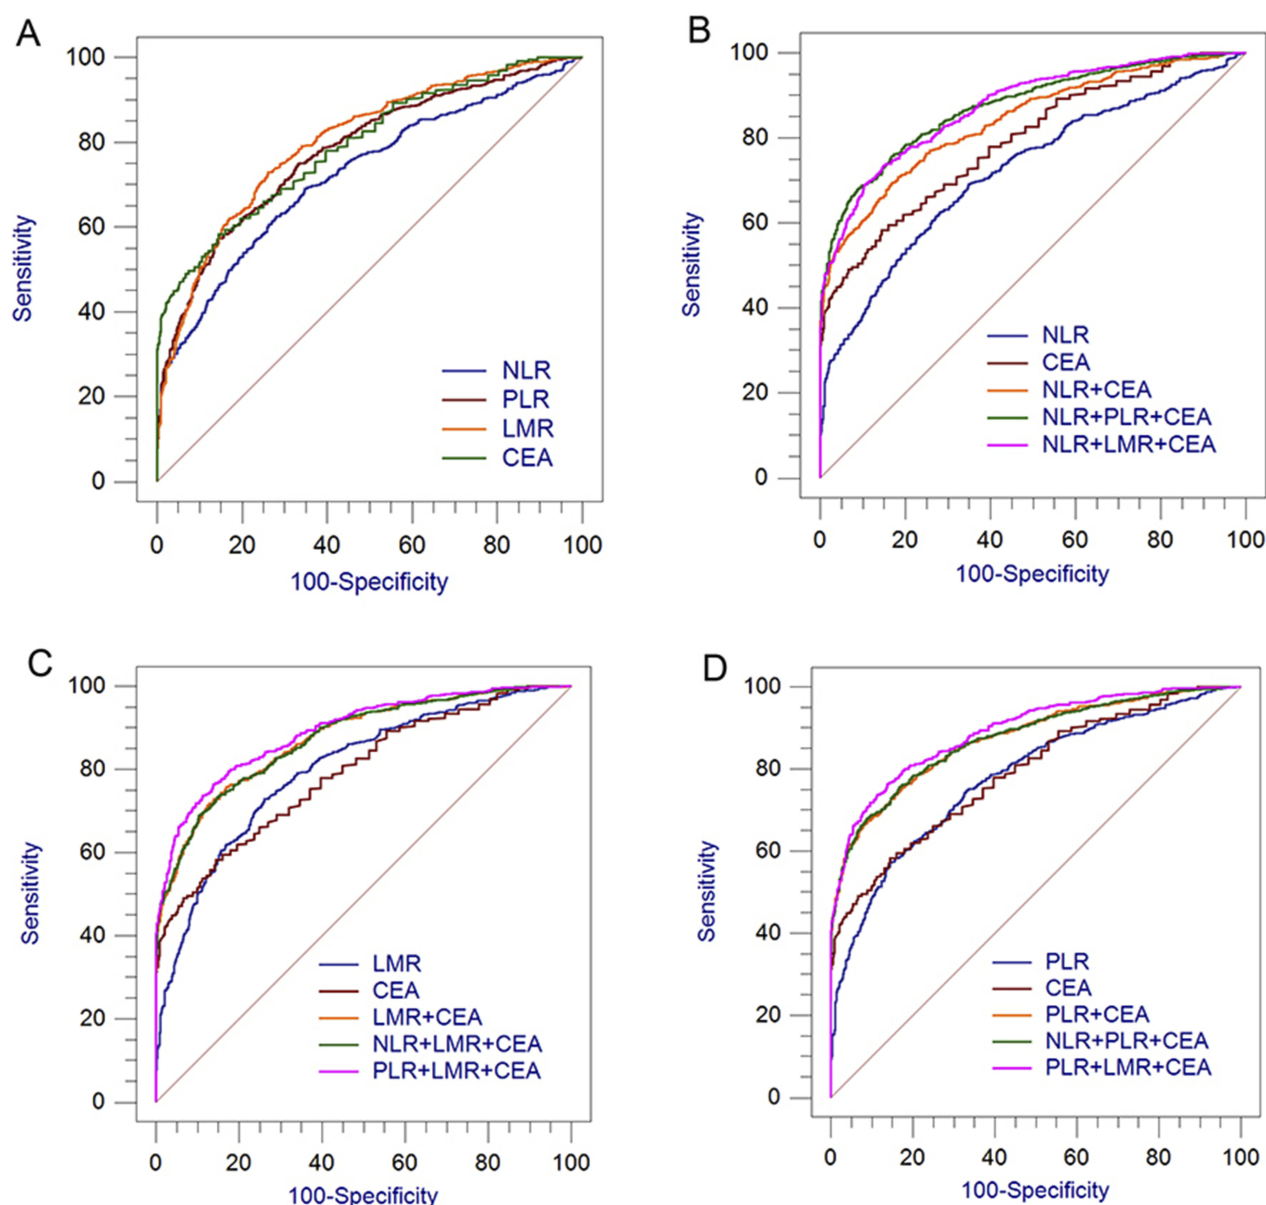 A
100
80
60
40
20
0
Sensitivity
NLR
PLR
LMR
CEA
0 20 40 60 80 100
100-Specificity
B
100
80
60
40
20
0
Sensitivity
NLR
CEA
NLR+CEA
NLR+PLR+CEA
NLR+LMR+CEA
0 20 40 60 80 100
100-Specificity
C
100
80
60
40
20
0
Sensitivity
LMR
CEA
LMR+CEA
NLR+LMR+CEA
PLR+LMR+CEA
0 20 40 60 80 100
100-Specificity
D
100
80
60
40
20
0
Sensitivity
PLR
CEA
PLR+CEA
NLR+PLR+CEA
PLR+LMR+CEA
0 20 40 60 80 100
100-Specificity